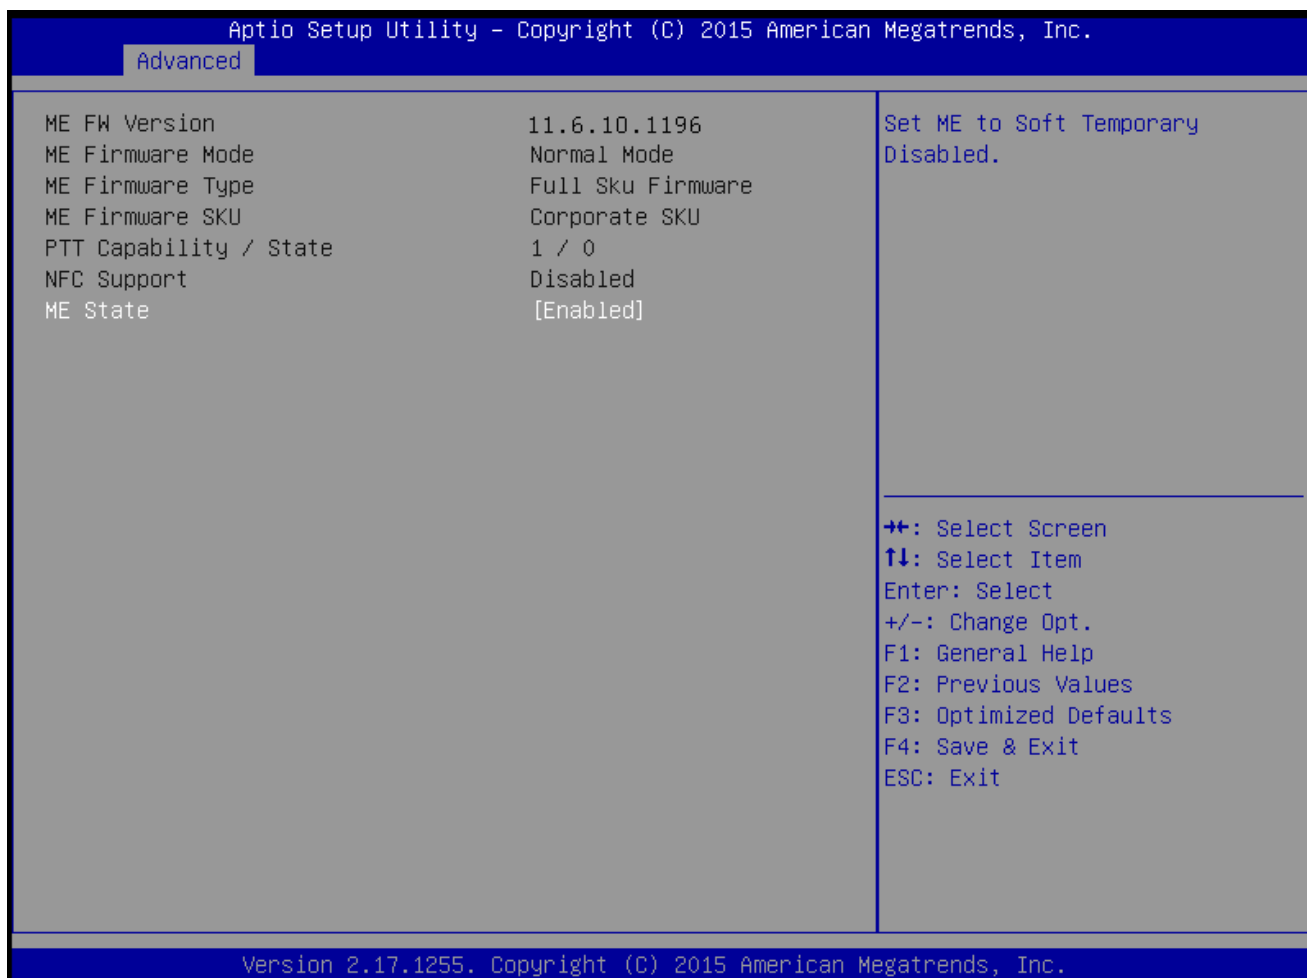 Aptio Setup Utility – Copyright (C) 2015 American Megatrends, Inc.
Advanced
ME FW Version 11.6.10.1196
ME Firmware Mode Normal Mode
ME Firmware Type Full Sku Firmware
ME Firmware SKU Corporate SKU
PTT Capability / State 1 / 0
NFC Support Disabled
ME State [Enabled]
Set ME to Soft Temporary
Disabled.
→←: Select Screen
↑↓: Select Item
Enter: Select
+/-: Change Opt.
F1: General Help
F2: Previous Values
F3: Optimized Defaults
F4: Save & Exit
ESC: Exit
Version 2.17.1255. Copyright (C) 2015 American Megatrends, Inc.